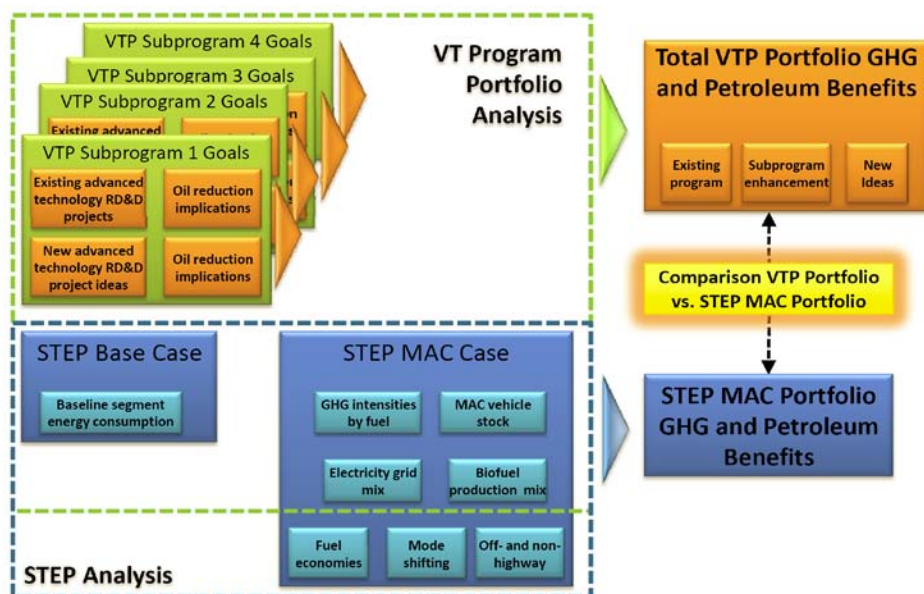 VTP Subprogram 4 Goals
VTP Subprogram 3 Goals
VTP Subprogram 2 Goals
Existing advanced
VTP Subprogram 1 Goals
Existing advanced
technology RD&D
projects
Oil reduction
implications
New advanced
technology RD&D
project ideas
Oil reduction
implications
VT Program
Portfolio
Analysis
Total VTP Portfolio GHG
and Petroleum Benefits
Existing
program
Subprogram
enhancement
New
Ideas
Comparison VTP Portfolio
vs. STEP MAC Portfolio
STEP Base Case
Baseline segment
energy consumption
STEP MAC Case
GHG intensities
by fuel
MAC vehicle
stock
Electricity grid
mix
Biofuel
production mix
Fuel
economies
Mode
shifting
Off- and non-
highway
STEP Analysis
STEP MAC Portfolio
GHG and Petroleum
Benefits